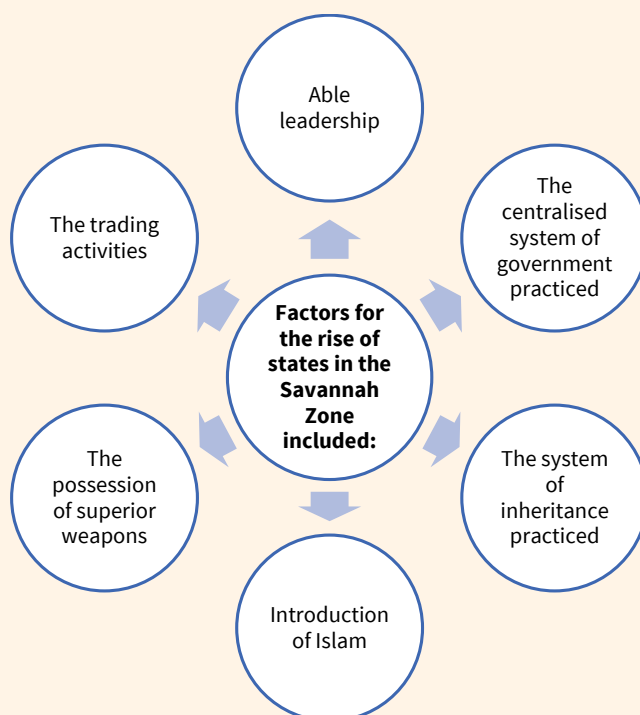 Able
leadership
The
centralised
system of
government
practiced
The system
of
inheritance
practiced
Introduction
of Islam
The
possession
of superior
weapons
The trading
activities
Factors for
the rise of
states in the
Savannah
Zone
included: